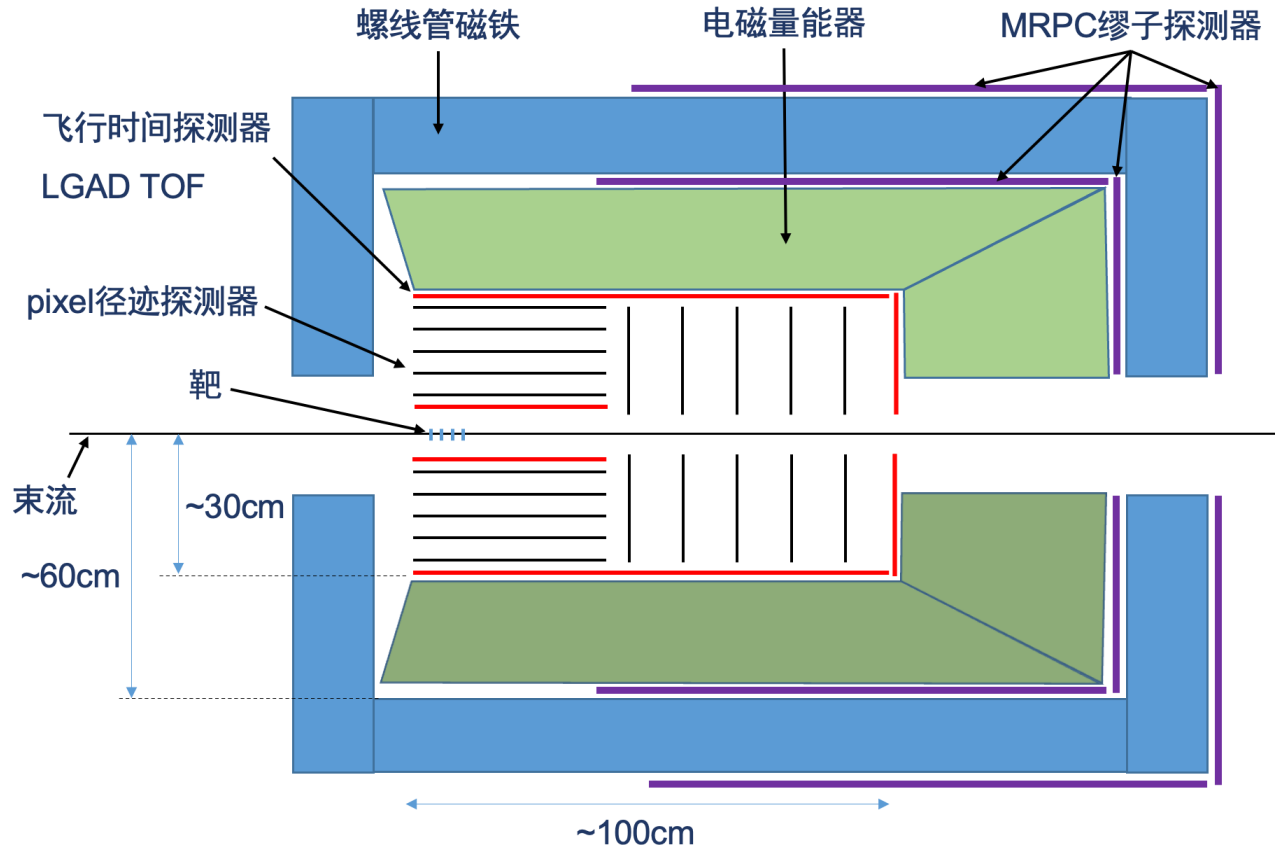 螺线管磁铁
电磁量能器
MRPC缪子探测器
飞行时间探测器
LGAD TOF
pixel径迹探测器
靶
束流
~30cm
~60cm
~100cm